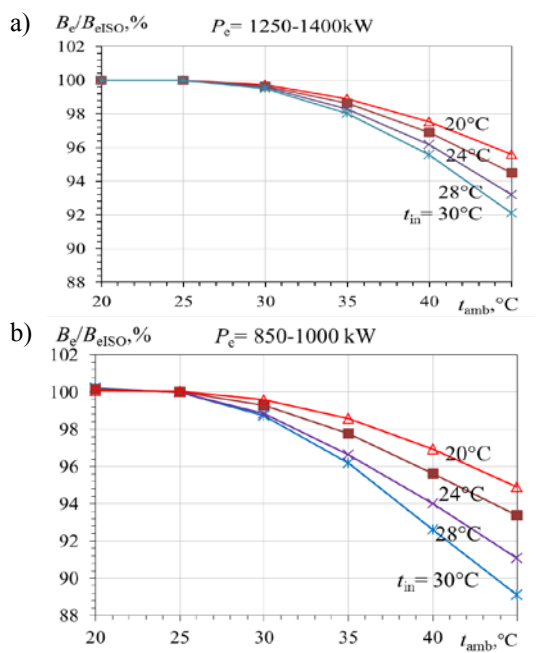 a)
Bₑ/BₑISO,%
Pₑ= 1250-1400kW
102
100
98
96
94
92
90
88
20°C
24°C
28°C
tᵢₙ= 30°C
20 25 30 35 40
tₐₘb,°C
b)
Bₑ/BₑISO,%
Pₑ= 850-1000 kW
102
100
98
96
94
92
90
88
20°C
24°C
28°C
tᵢₙ= 30°C
20 25 30 35 40
tₐₘb,°C